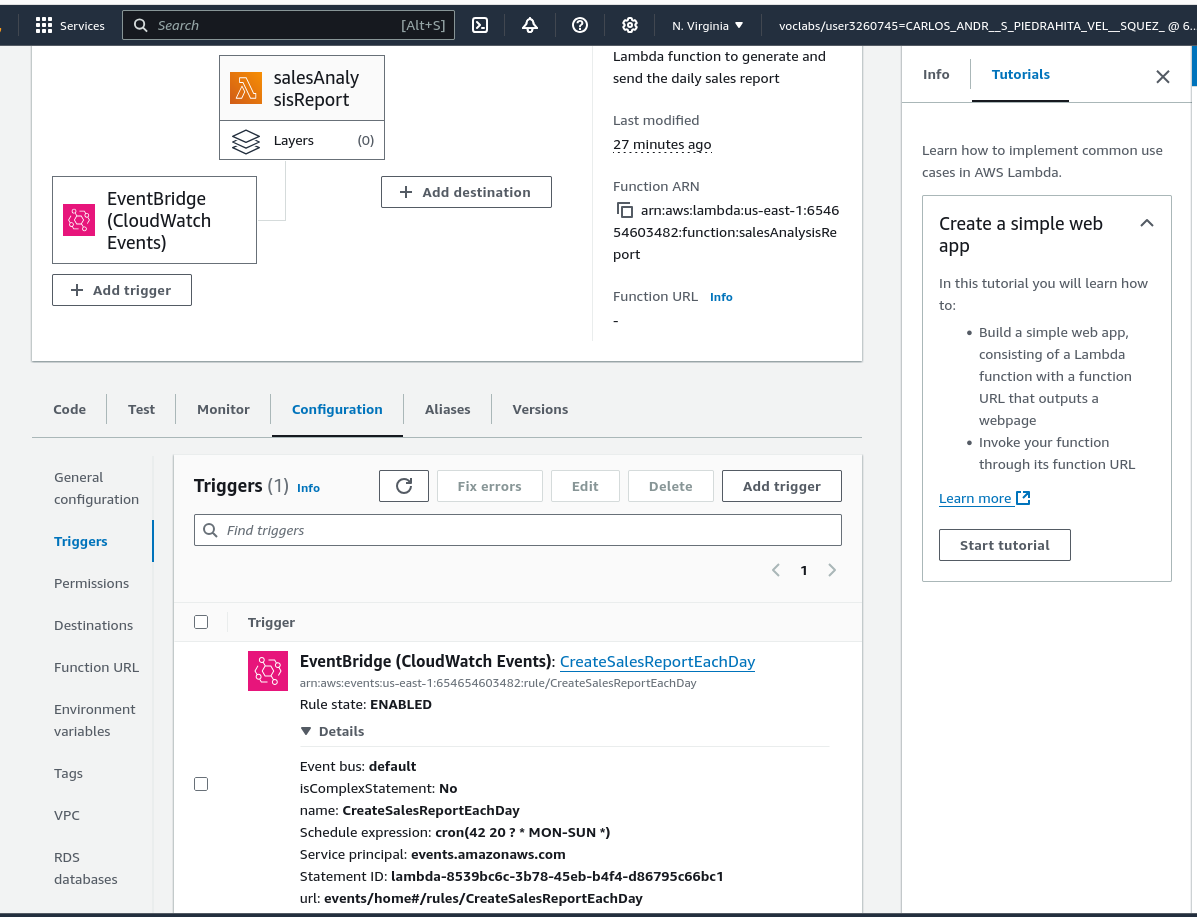 Services
Search
[Alt+S]
N. Virginia
voclabs/user3260745=CARLOS_ANDR__S_PIEDRAHITA_VEL__SQUEZ_ @ 6...
salesAnaly
sisReport
Layers
(0)
EventBridge
(CloudWatch
Events)
+ Add destination
+ Add trigger
Lambda function to generate and
send the daily sales report
Last modified
27 minutes ago
Function ARN
arn:aws:lambda:us-east-1:6546
54603482:function:salesAnalysisRe
port
Function URL Info
-
Code
Test
Monitor
Configuration
Aliases
Versions
General
configuration
Triggers
Permissions
Destinations
Function URL
Environment
variables
Tags
VPC
RDS
databases
Triggers (1) Info
Fix errors
Edit
Delete
Add trigger
Find triggers
1
Trigger
EventBridge (CloudWatch Events): CreateSalesReportEachDay
arn:aws:events:us-east-1:654654603482:rule/CreateSalesReportEachDay
Rule state: ENABLED
Details
Event bus: default
isComplexStatement: No
name: CreateSalesReportEachDay
Schedule expression: cron(42 20 ? * MON-SUN *)
Service principal: events.amazonaws.com
Statement ID: lambda-8539bc6c-3b78-45eb-b4f4-d86795c66bc1
url: events/home#/rules/CreateSalesReportEachDay
Info
Tutorials
Learn how to implement common use
cases in AWS Lambda.
Create a simple web
app
In this tutorial you will learn how
to:
• Build a simple web app,
consisting of a Lambda
function with a function
URL that outputs a
webpage
• Invoke your function
through its function URL
Learn more
Start tutorial